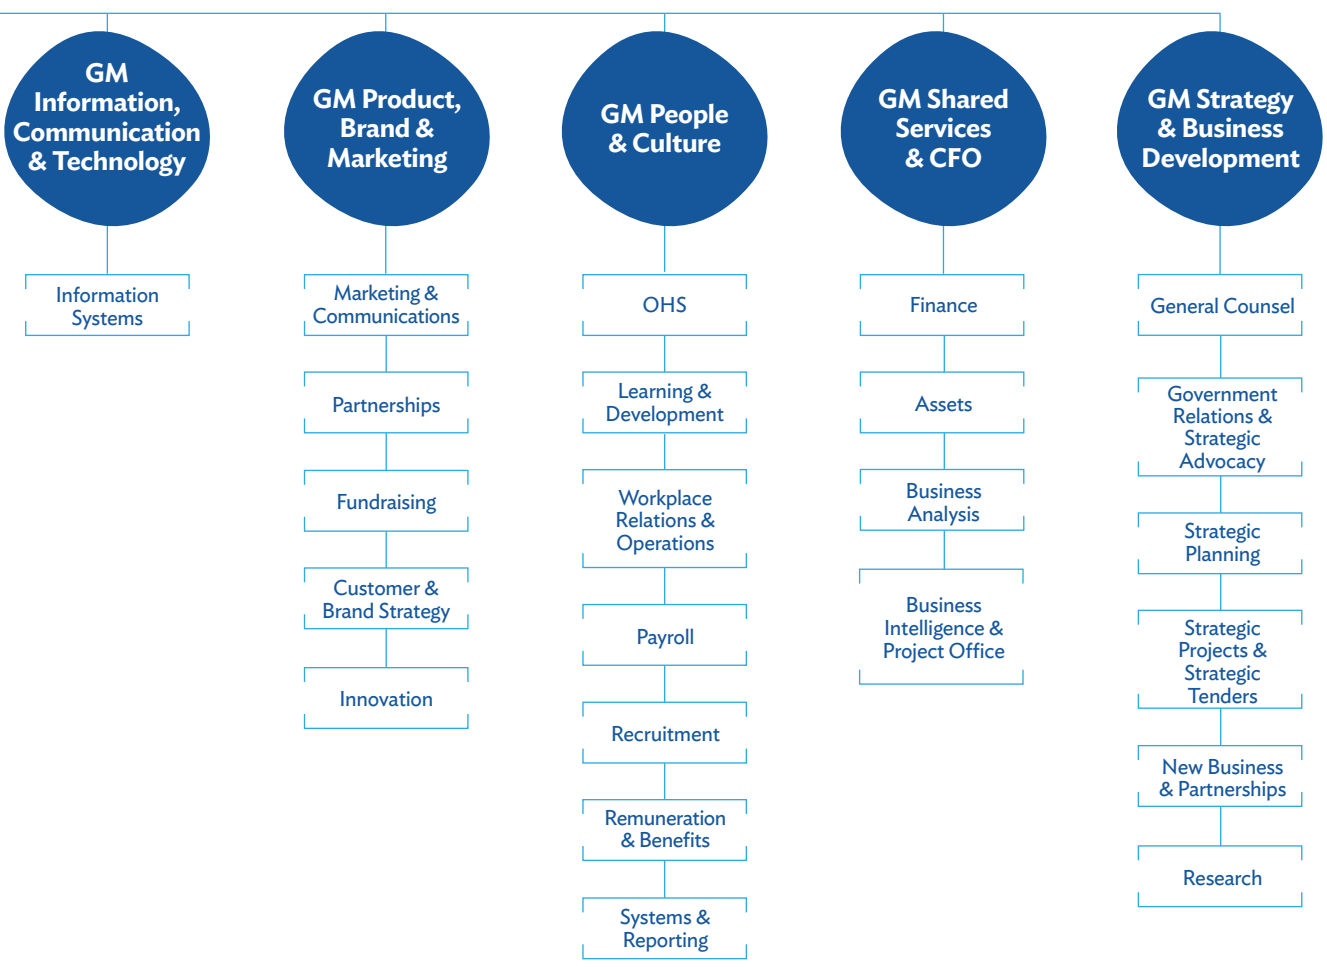 GM
Information,
Communication
& Technology
Information
Systems
GM Product,
Brand &
Marketing
Marketing &
Communications
Partnerships
Fundraising
Customer &
Brand Strategy
Innovation
GM People
& Culture
OHS
Learning &
Development
Workplace
Relations &
Operations
Payroll
Recruitment
Remuneration
& Benefits
Systems &
Reporting
GM Shared
Services
& CFO
Finance
Assets
Business
Analysis
Business
Intelligence &
Project Office
GM Strategy
& Business
Development
General Counsel
Government
Relations &
Strategic
Advocacy
Strategic
Planning
Strategic
Projects &
Strategic
Tenders
New Business
& Partnerships
Research